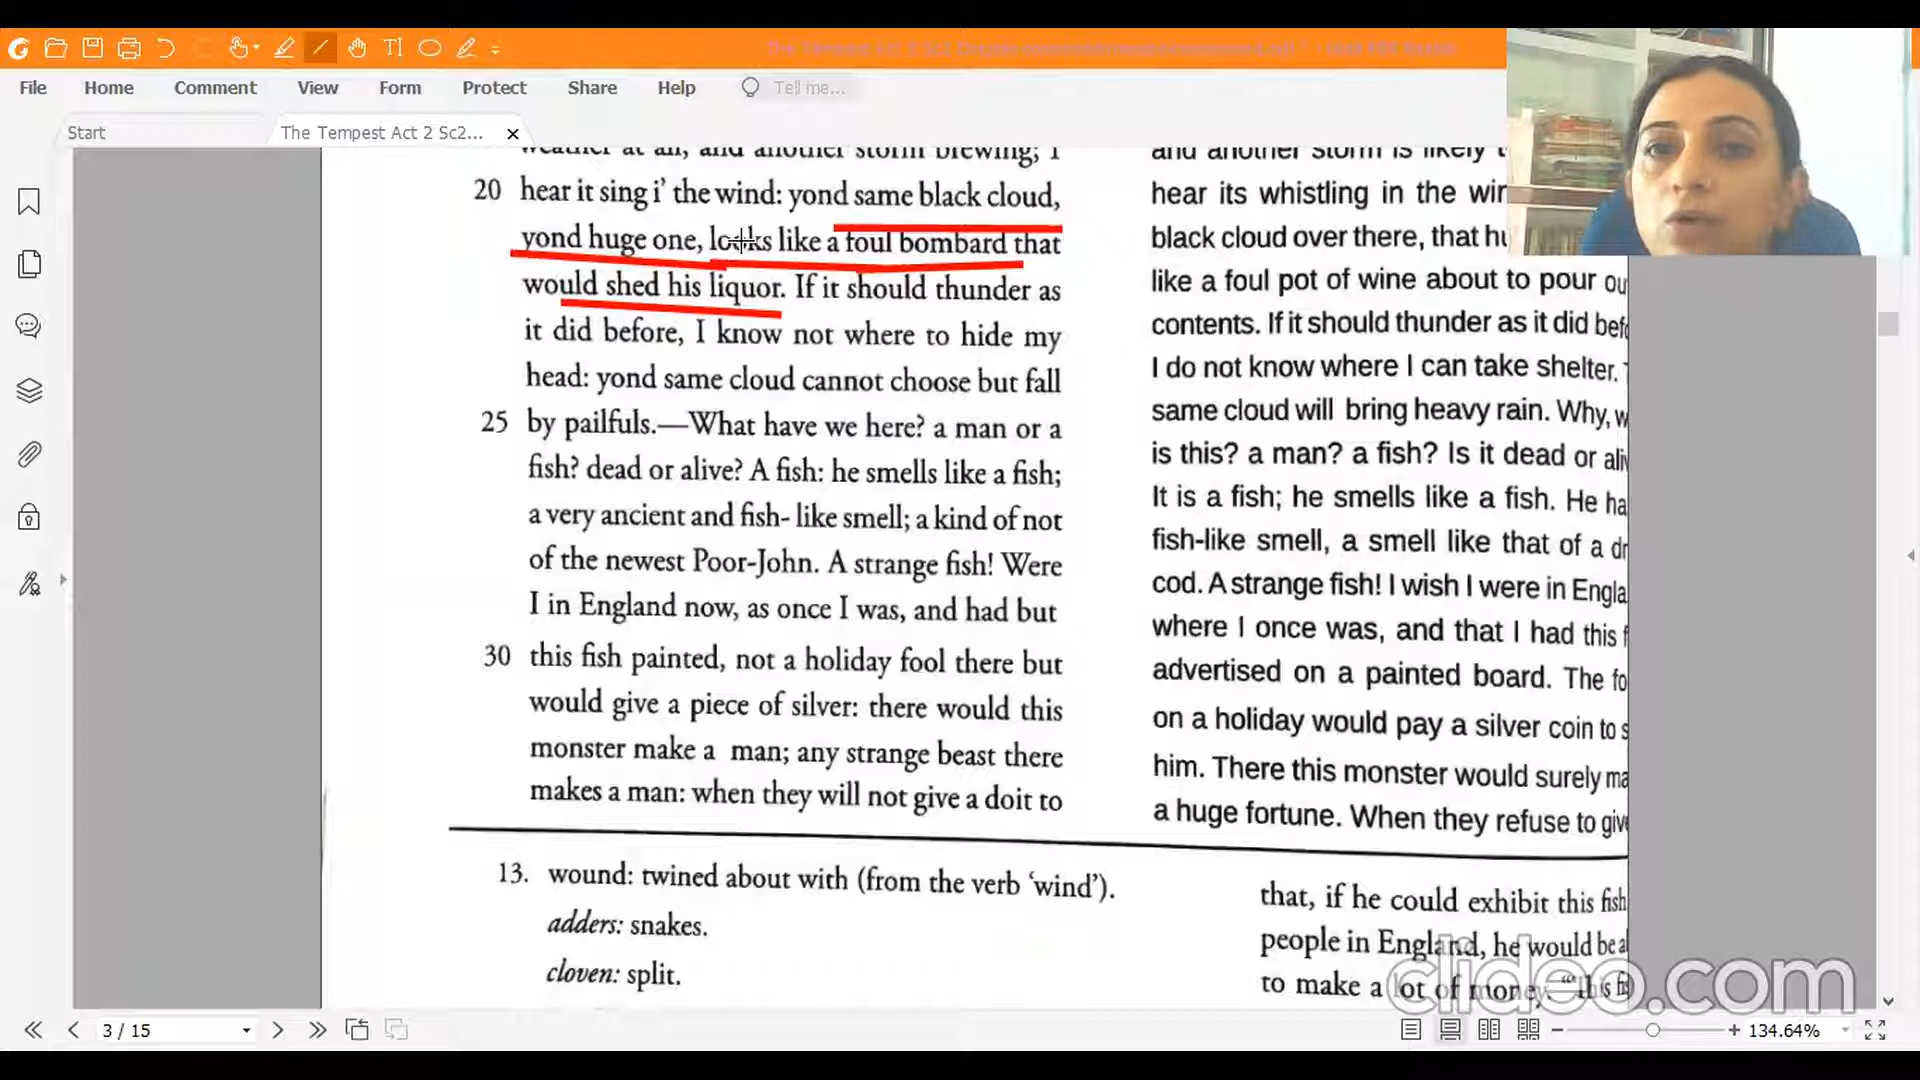 File Home Comment View Form Protect Share Help Tell me...
Start The Tempest Act 2 Sc2...
weather at all, and another storm brewing; I
20 hear it sing i' the wind: yond same black cloud,
yond huge one, looks like a foul bombard that
would shed his liquor. If it should thunder as
it did before, I know not where to hide my
head: yond same cloud cannot choose but fall
25 by pailfuls.—What have we here? a man or a
fish? dead or alive? A fish: he smells like a fish;
a very ancient and fish- like smell; a kind of not
of the newest Poor-John. A strange fish! Were
I in England now, as once I was, and had but
30 this fish painted, not a holiday fool there but
would give a piece of silver: there would this
monster make a man; any strange beast there
makes a man: when they will not give a doit to
and another storm is likely
hear its whistling in the
black cloud over there, that
like a foul pot of wine about to pour
contents. If it should thunder as it did
I do not know where I can take shelter.
same cloud will bring heavy rain. Why,
is this? a man? a fish? Is it dead or
It is a fish; he smells like a fish. He
fish-like smell, a smell like that of a
cod. A strange fish! I wish I were in
where I once was, and that I had this
advertised on a painted board. The
on a holiday would pay a silver coin to
him. There this monster would surely
a huge fortune. When they refuse to
13. wound: twined about with (from the verb 'wind').
adders: snakes.
cloven: split.
that, if he could exhibit this fish
people in England, he would be
to make a lot of money. "this
clideo.com
3 / 15 134.64%